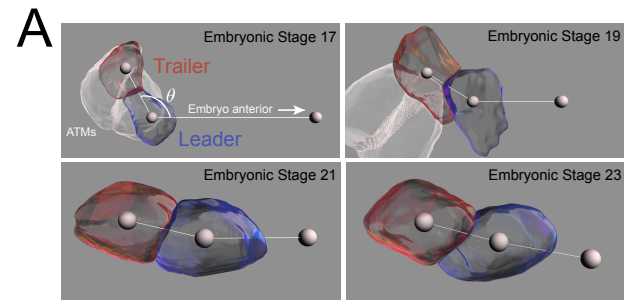 A
Embryonic Stage 17
Trailer
θ
Embryo anterior
ATMs
Leader
Embryonic Stage 19
Embryonic Stage 21
Embryonic Stage 23